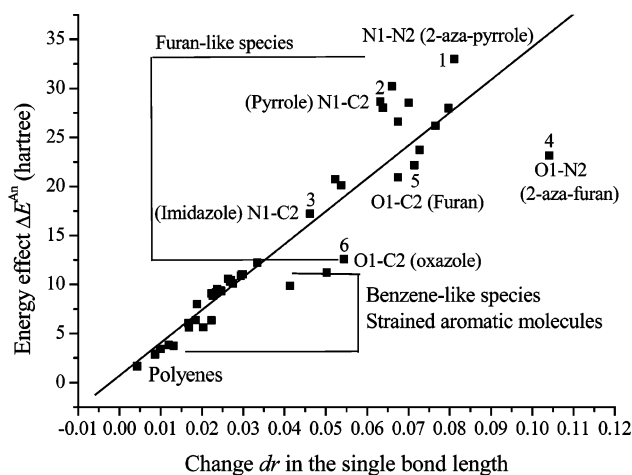 Energy effect ΔE^An (hartree)
35
30
25
20
15
10
5
0
Furan-like species
N1-N2 (2-aza-pyrrole)
1
2
(Pyrrole) N1-C2
4
O1-N2
(2-aza-furan)
5
O1-C2 (Furan)
3
(Imidazole) N1-C2
6
O1-C2 (oxazole)
Benzene-like species
Strained aromatic molecules
Polyenes
-0.01 0.00 0.01 0.02 0.03 0.04 0.05 0.06 0.07 0.08 0.09 0.10 0.11 0.12
Change dr in the single bond length